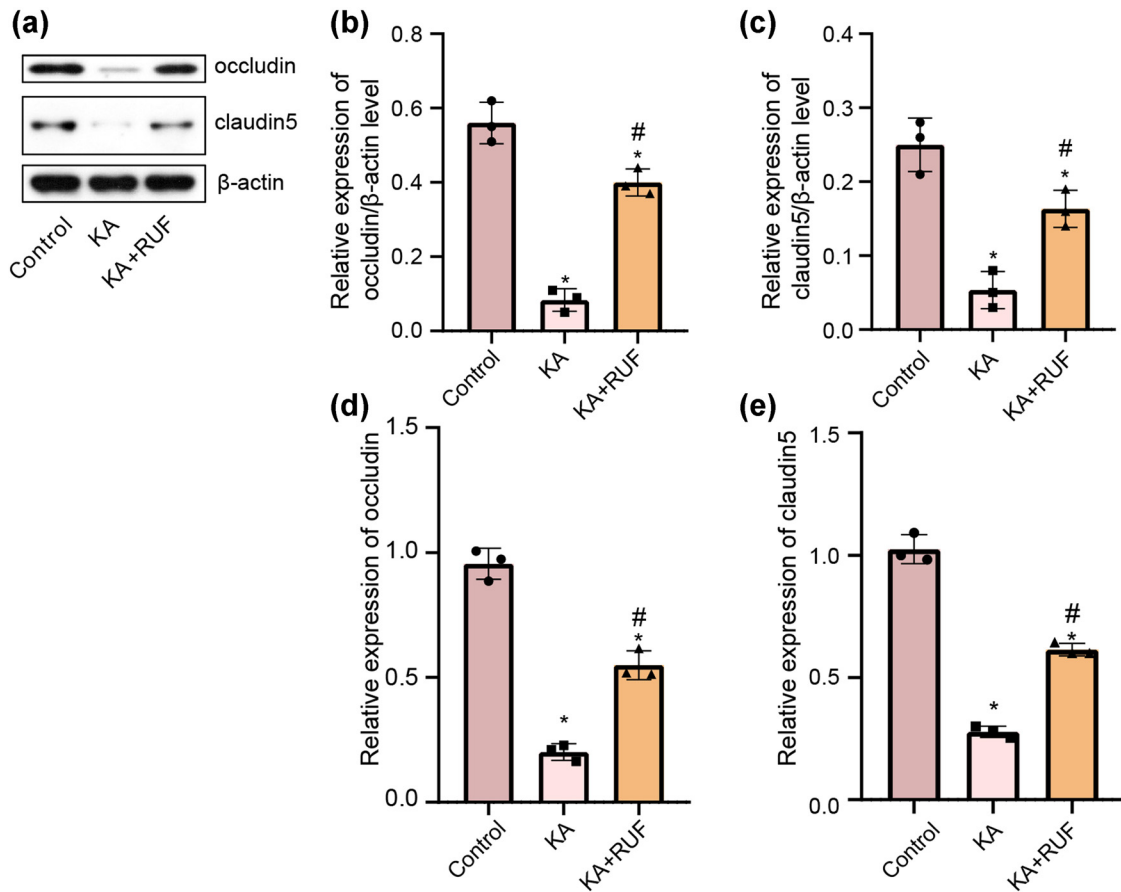 (a)
occludin
claudin5
β-actin
Control
KA
KA+RUF
(b)
Relative expression of
occludin/β-actin level
0.8
0.6
0.4
0.2
0.0
*
#
*
Control
KA
KA+RUF
(c)
Relative expression of
claudin5/β-actin level
0.4
0.3
0.2
0.1
0.0
*
#
*
Control
KA
KA+RUF
(d)
Relative expression of occludin
1.5
1.0
0.5
0.0
*
#
*
Control
KA
KA+RUF
(e)
Relative expression of claudin5
1.5
1.0
0.5
0.0
*
#
*
Control
KA
KA+RUF